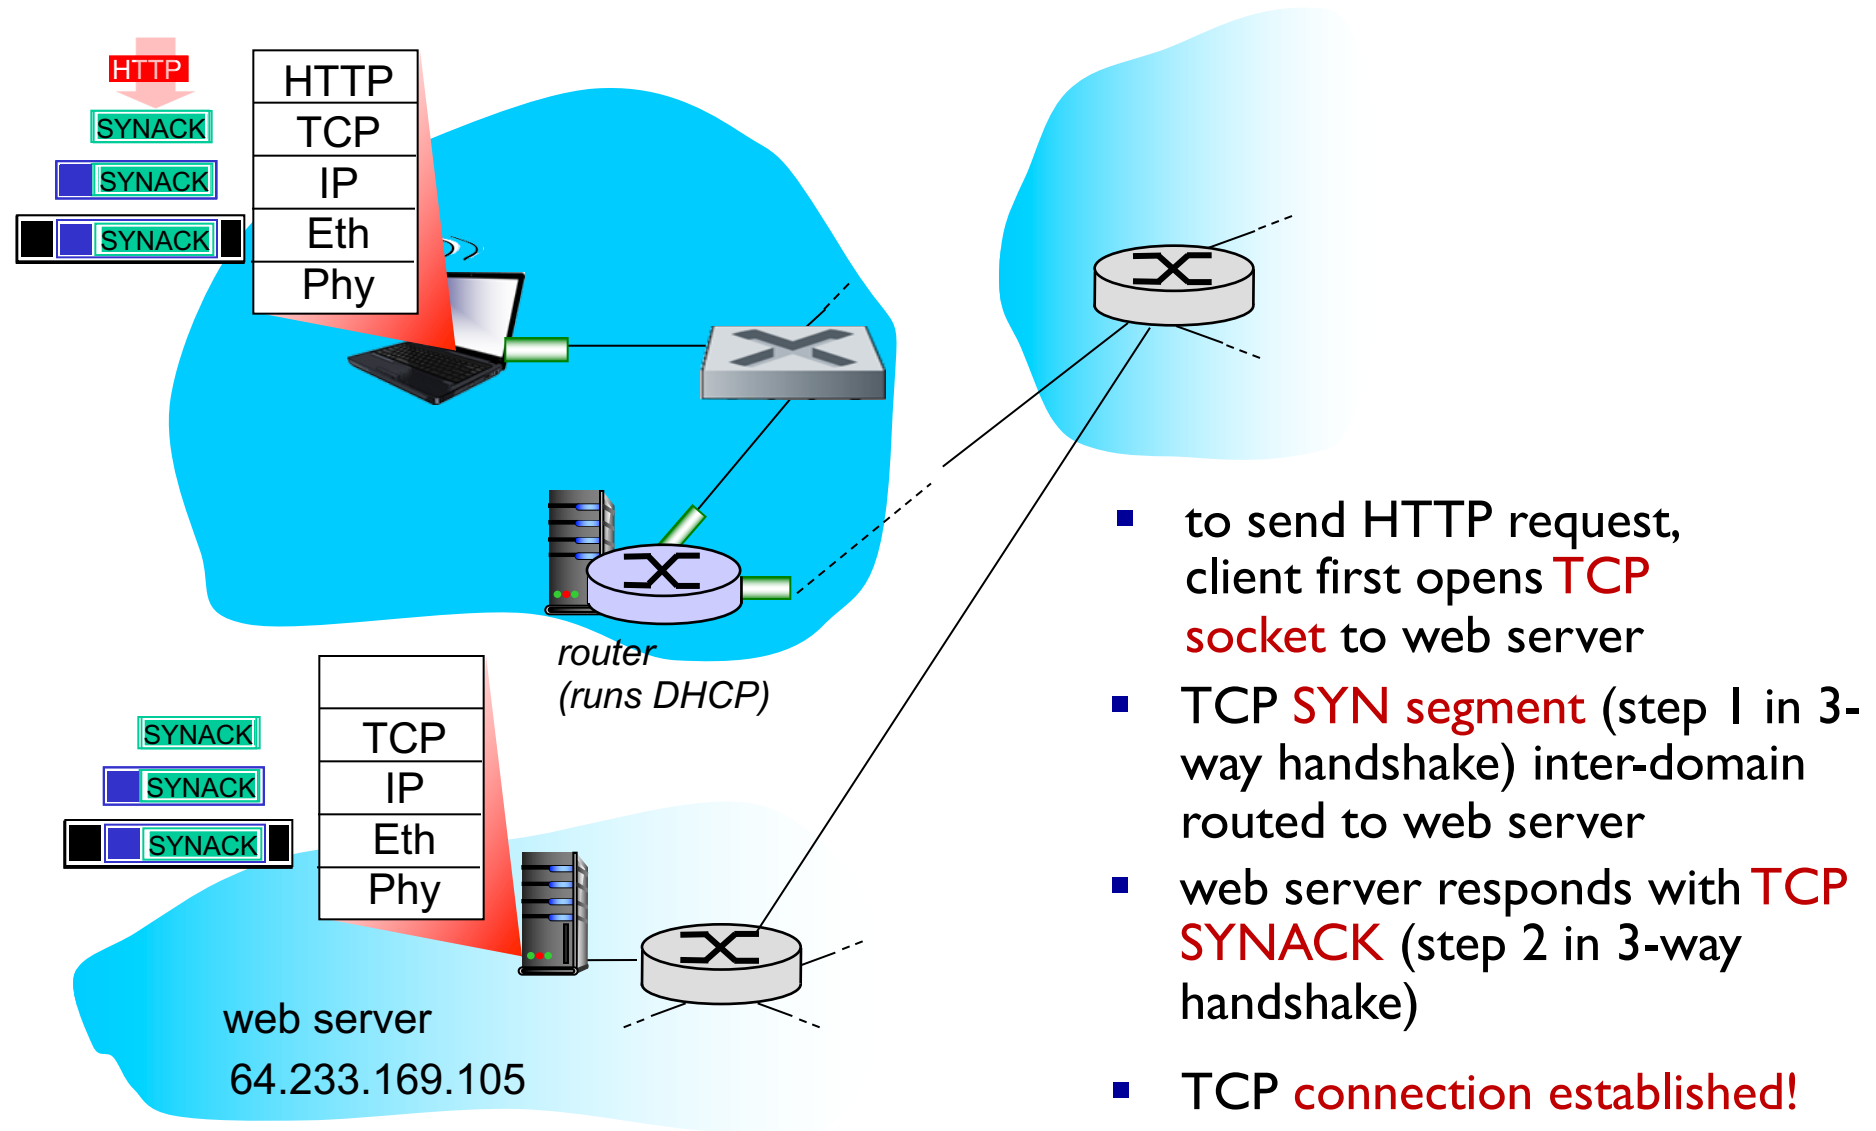 HTTP
SYNACK
SYNACK
SYNACK
HTTP
TCP
IP
Eth
Phy
router
(runs DHCP)
SYNACK
SYNACK
SYNACK
TCP
IP
Eth
Phy
web server
64.233.169.105
▪ to send HTTP request,
client first opens TCP
socket to web server
▪ TCP SYN segment (step 1 in 3-
way handshake) inter-domain
routed to web server
▪ web server responds with TCP
SYNACK (step 2 in 3-way
handshake)
▪ TCP connection established!